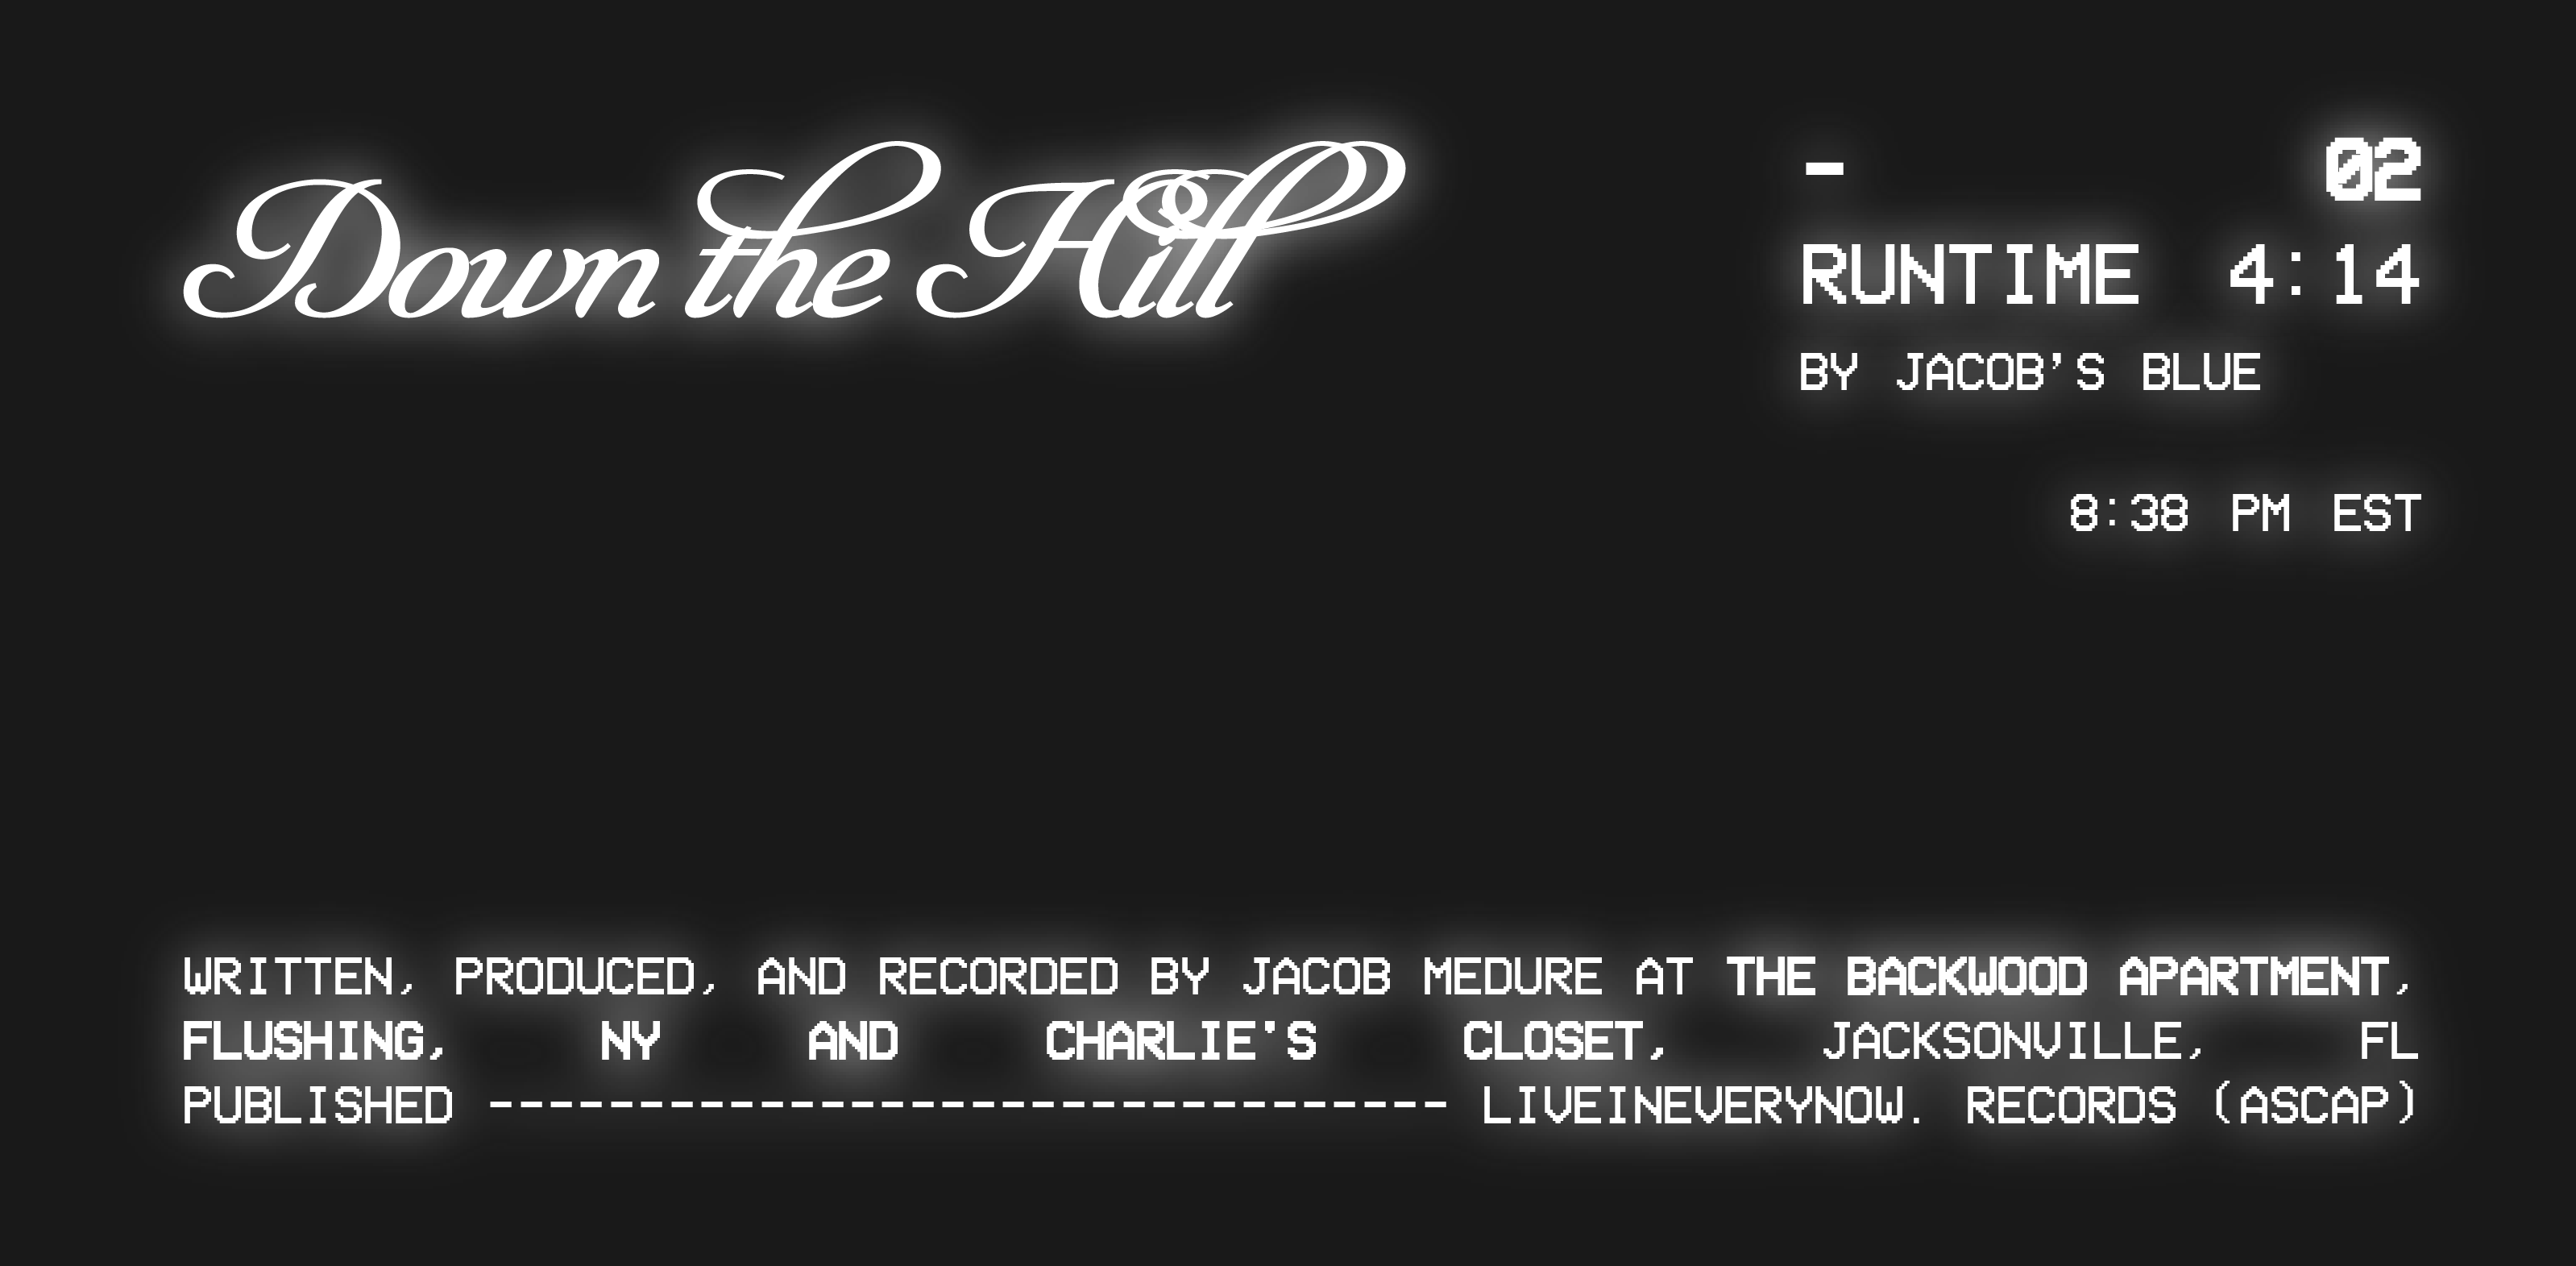 Down the Hill
- 02
RUNTIME 4:14
BY JACOB'S BLUE
8:38 PM EST
WRITTEN, PRODUCED, AND RECORDED BY JACOB MEDURE AT THE BACKWOOD APARTMENT,
FLUSHING, NY AND CHARLIE'S CLOSET, JACKSONVILLE, FL
PUBLISHED -------------------------------- LIVEINEVERYNOW. RECORDS (ASCAP)